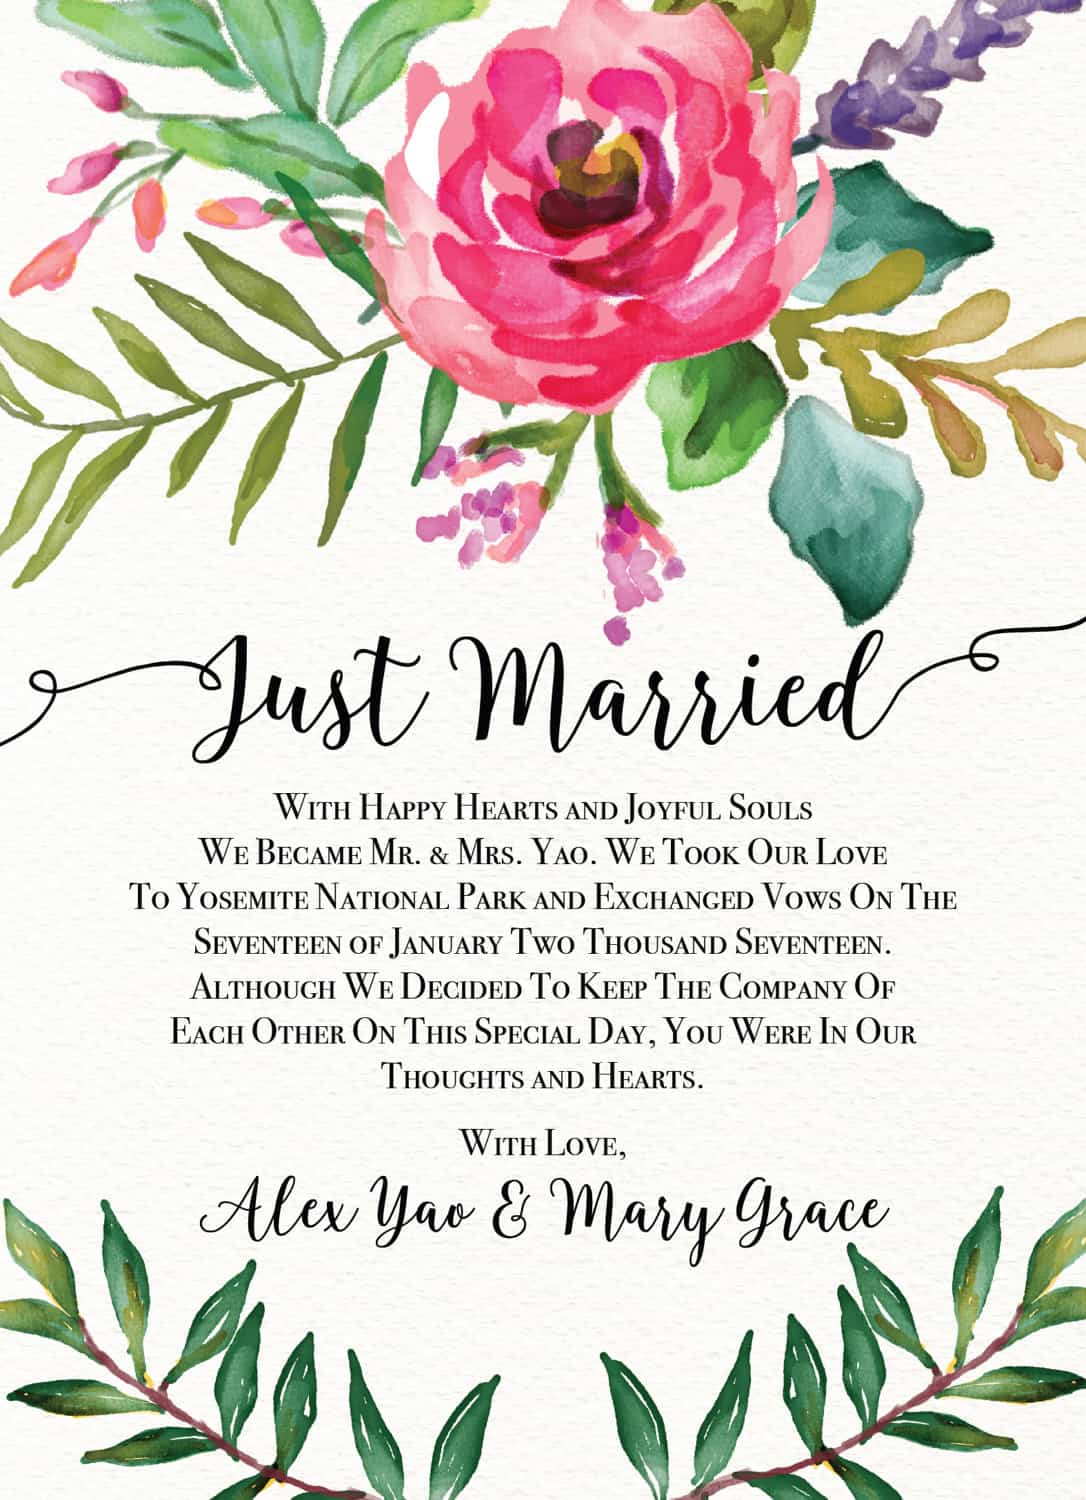 Just Married
With Happy Hearts and Joyful Souls
We Became Mr. & Mrs. Yao. We Took Our Love
To Yosemite National Park and Exchanged Vows On The
Seventeen of January Two Thousand Seventeen.
Although We Decided To Keep The Company Of
Each Other On This Special Day, You Were In Our
Thoughts and Hearts.
With Love,
Alex Yao & Mary Grace